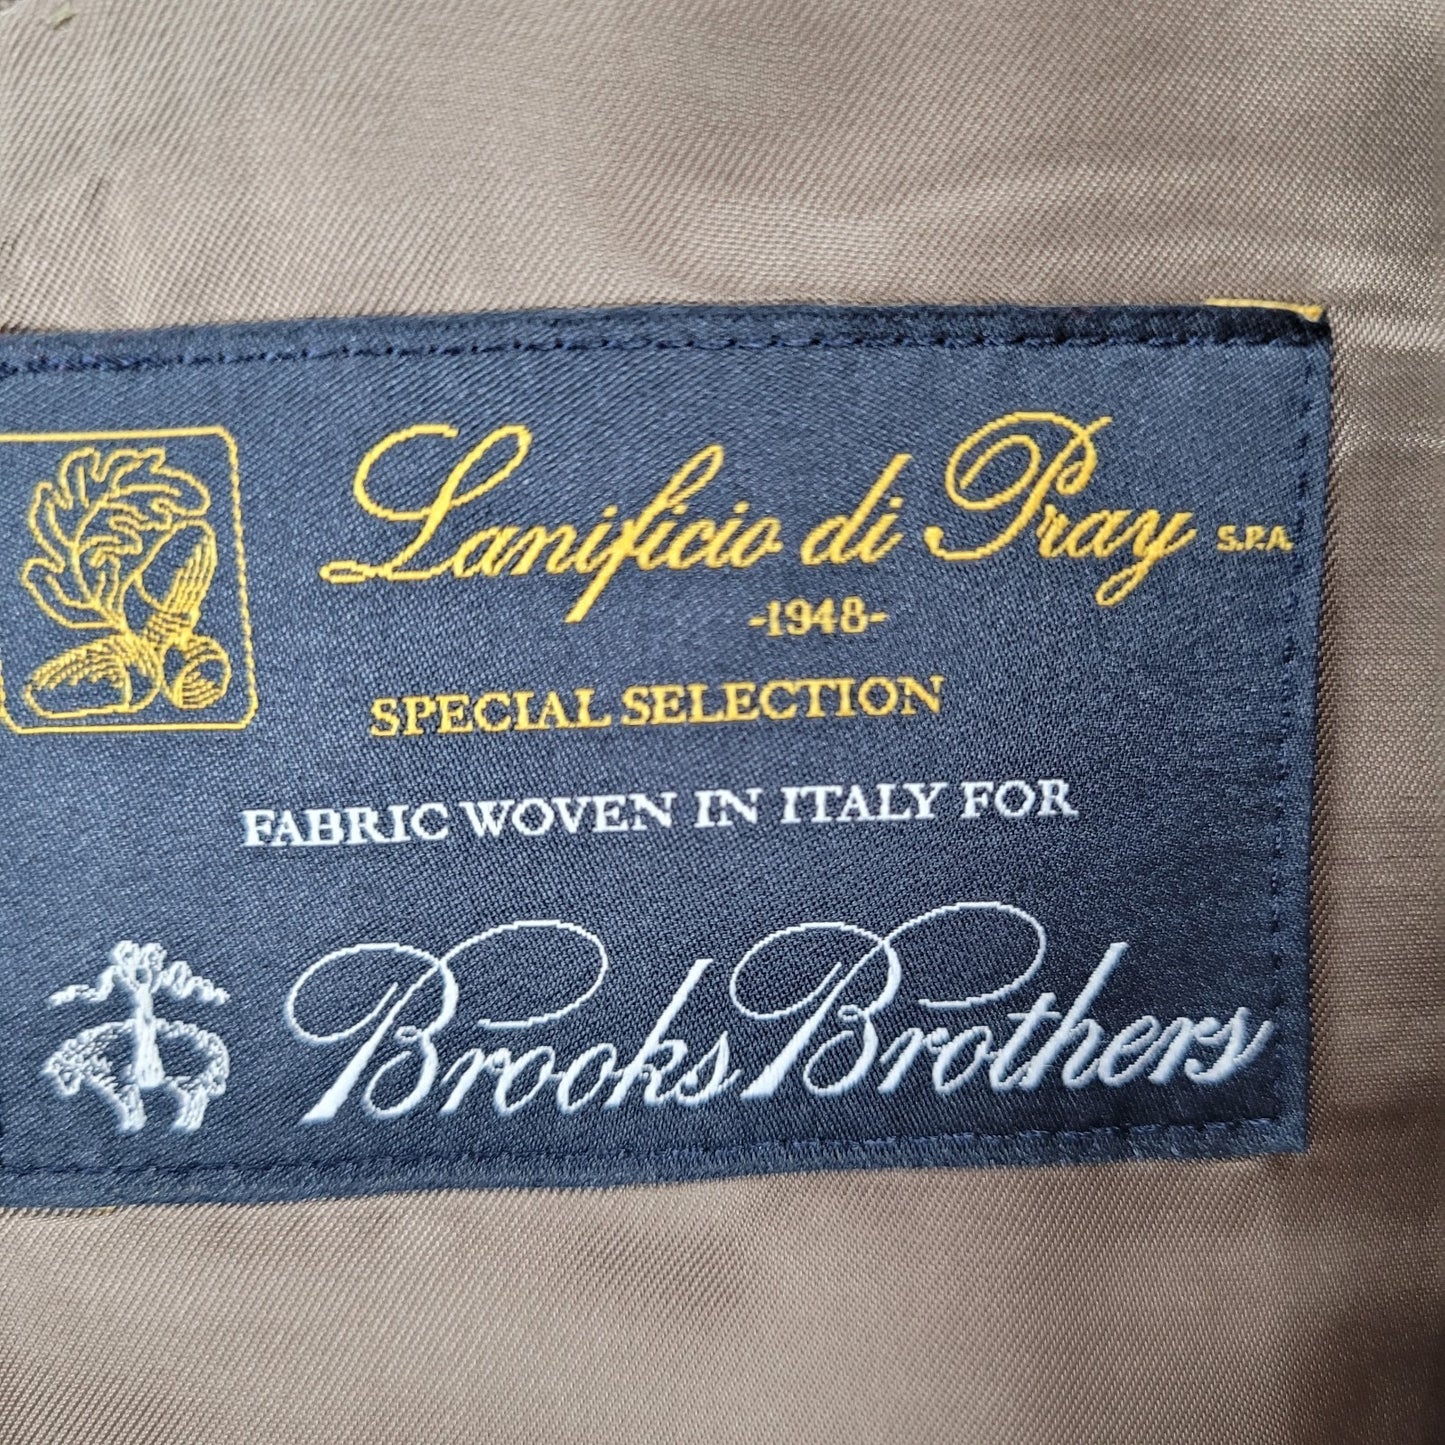 Lanificio di Pray S.P.A.
-1948-
SPECIAL SELECTION
FABRIC WOVEN IN ITALY FOR
Brooks Brothers